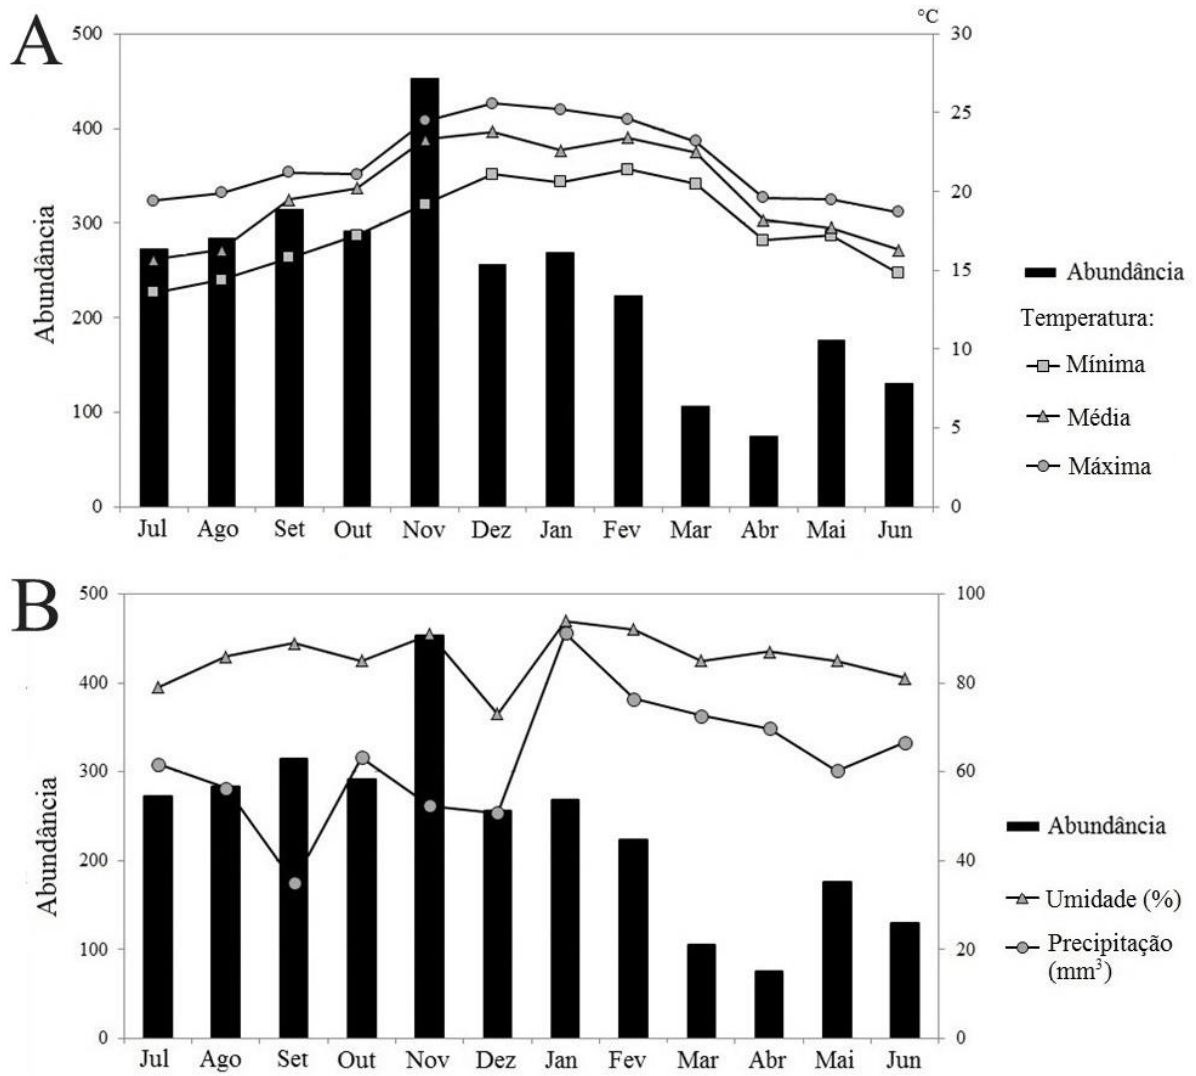 A
°C
500
400
300
200
100
0
Abundância
30
25
20
15
10
5
0
Jul Ago Set Out Nov Dez Jan Fev Mar Abr Mai Jun
Abundância
Temperatura:
Mínima
Média
Máxima
B
500
400
300
200
100
0
Abundância
100
80
60
40
20
0
Jul Ago Set Out Nov Dez Jan Fev Mar Abr Mai Jun
Abundância
Umidade (%)
Precipitação
(mm³)